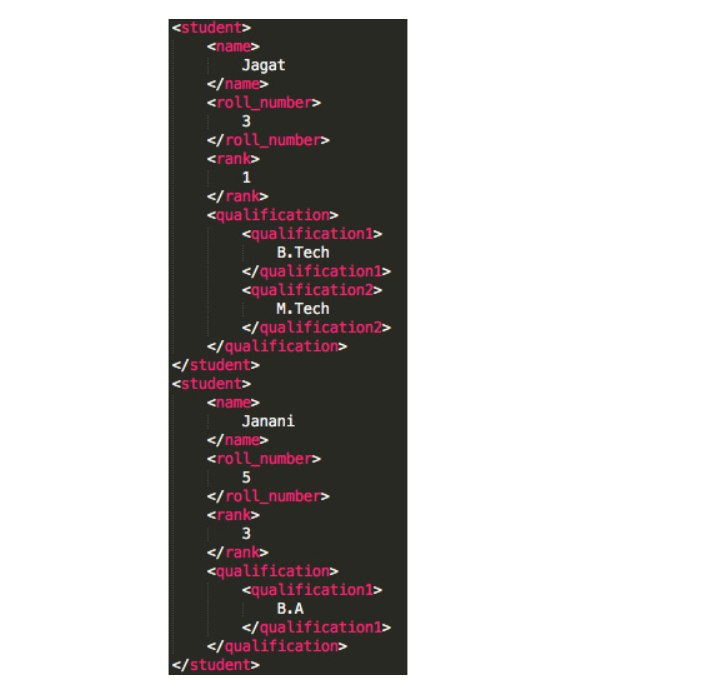 <student>
    <name>
        Jagat
    </name>
    <roll_number>
        3
    </roll_number>
    <rank>
        1
    </rank>
    <qualification>
        <qualification1>
            B.Tech
        </qualification1>
        <qualification2>
            M.Tech
        </qualification2>
    </qualification>
</student>
<student>
    <name>
        Janani
    </name>
    <roll_number>
        5
    </roll_number>
    <rank>
        3
    </rank>
    <qualification>
        <qualification1>
            B.A
        </qualification1>
    </qualification>
</student>